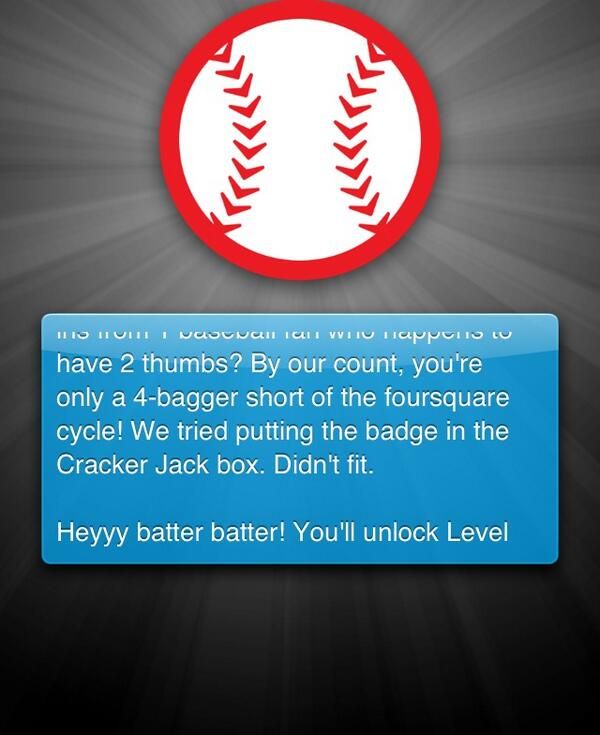 from 1 baseball fan who happens to
have 2 thumbs? By our count, you're
only a 4-bagger short of the foursquare
cycle! We tried putting the badge in the
Cracker Jack box. Didn't fit.
Heyyy batter batter! You'll unlock Level